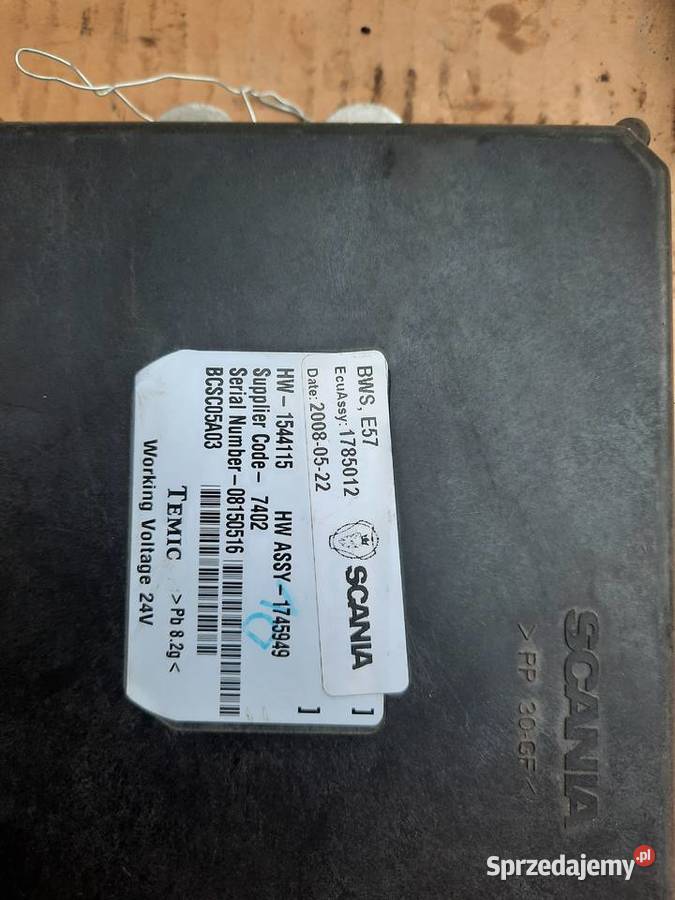 BWS, E57
EcuAssy: 1785012
Date: 2008-05-22
SCANIA
]
]
HW- 1544115 HW ASSY- 1745949
Supplier Code- 7402
Serial Number- 08150516
BCSC05A03
TEMIC >Pb 8.2g<
Working Voltage 24V
SCANIA
>PP 30-GF<
Sprzedajemy.pl